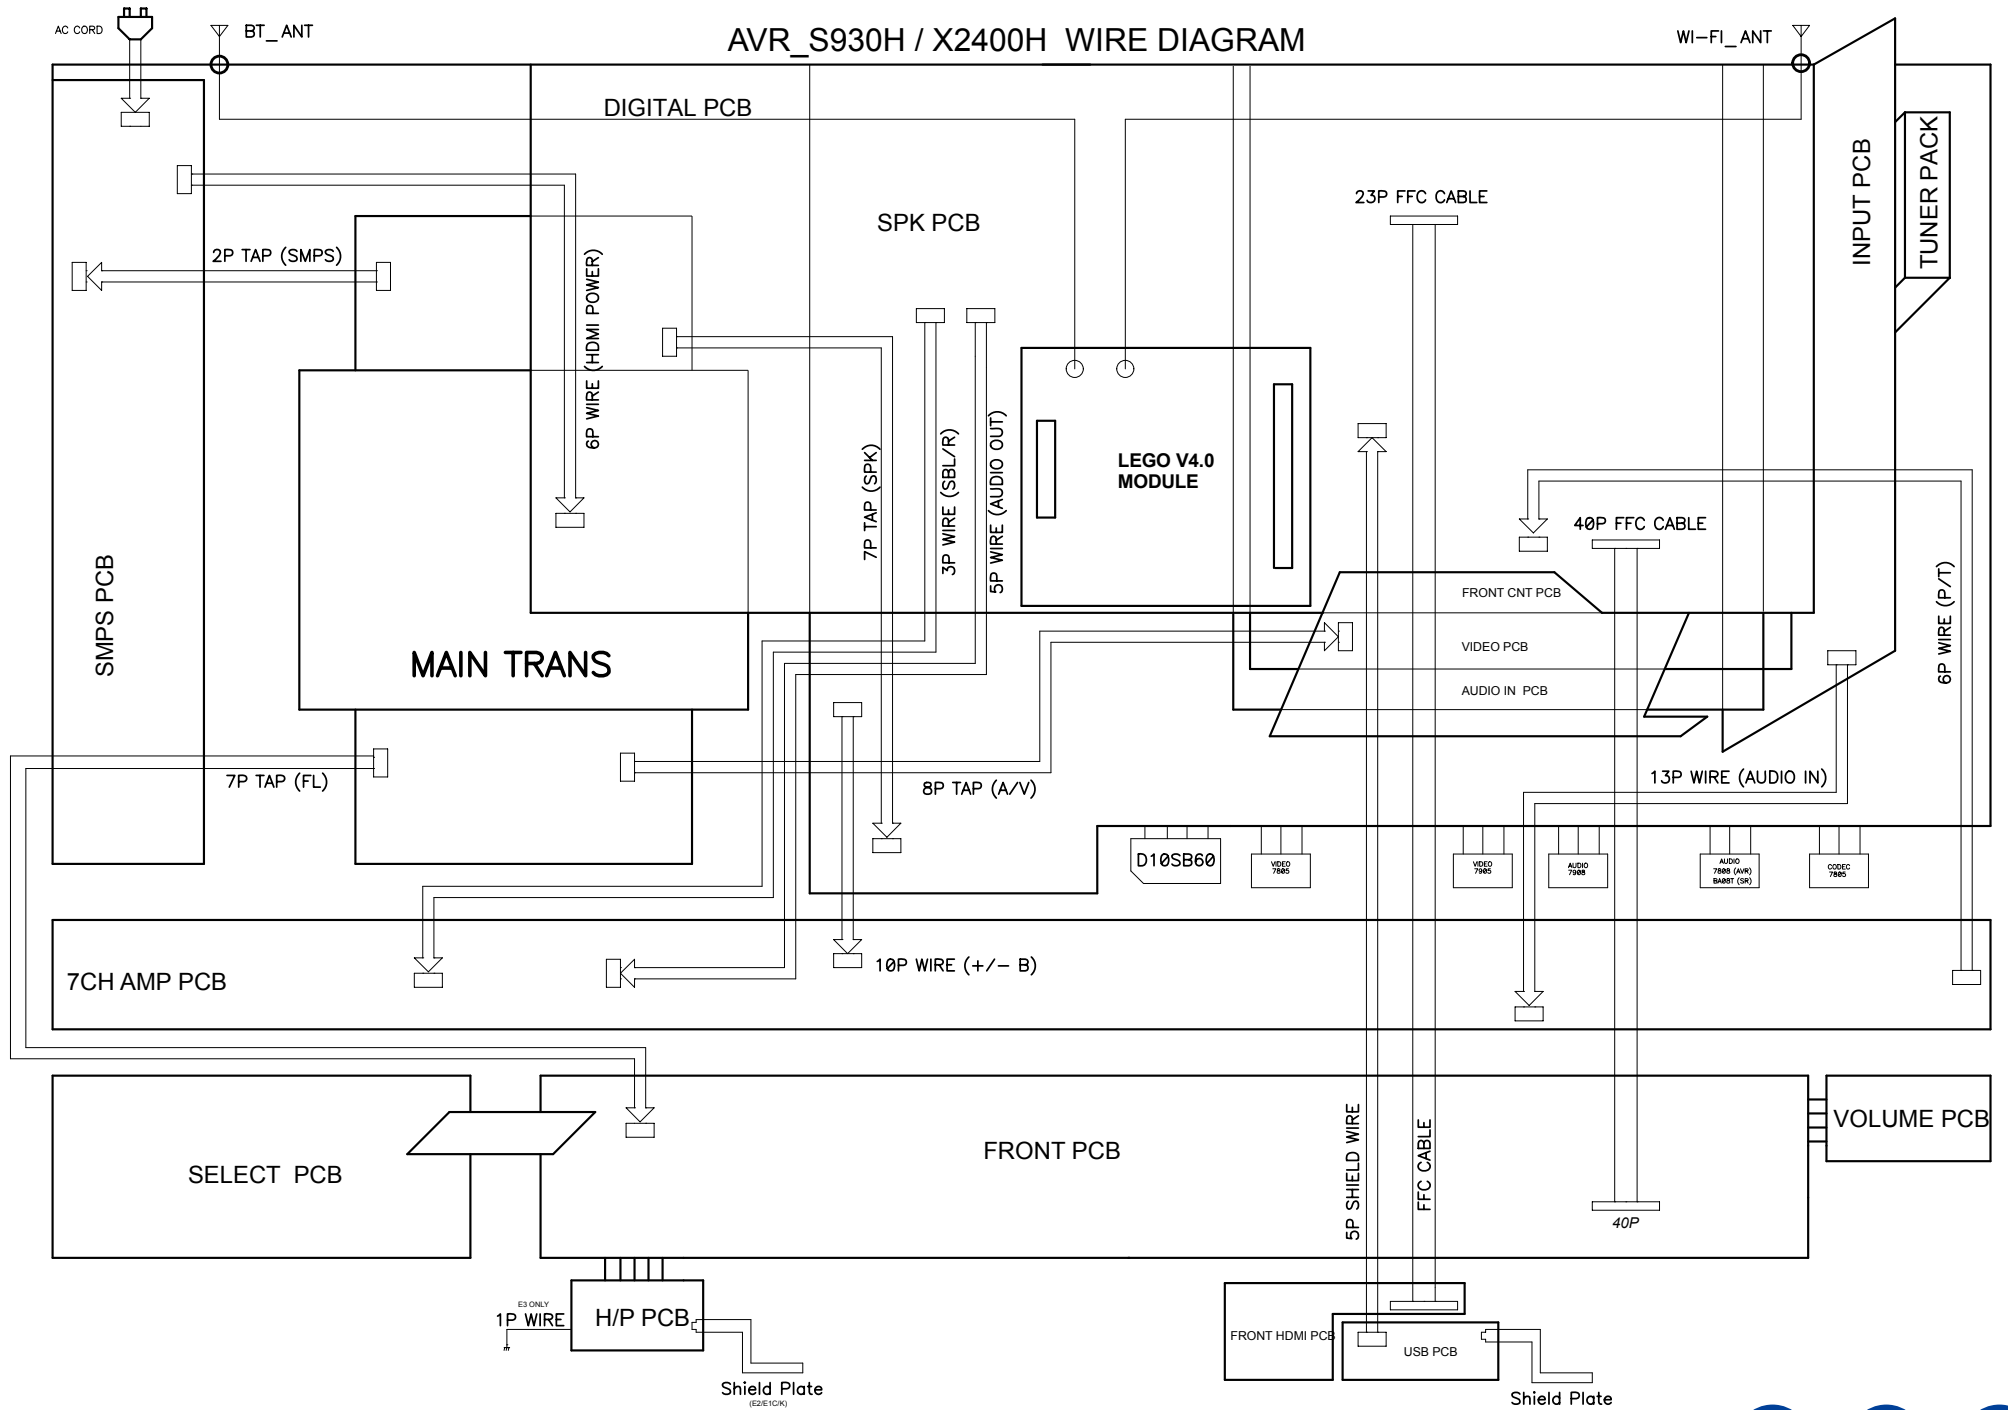 AVR_S930H / X2400H  WIRE DIAGRAM
AC CORD
BT_ANT
WI-FI_ANT
DIGITAL PCB
SPK PCB
23P FFC CABLE
INPUT PCB
TUNER PACK
2P TAP (SMPS)
6P WIRE (HDMI POWER)
7P TAP (SPK)
3P WIRE (SBL/R)
5P WIRE (AUDIO OUT)
LEGO V4.0
MODULE
40P FFC CABLE
SMPS PCB
MAIN TRANS
FRONT CNT PCB
VIDEO PCB
AUDIO IN  PCB
6P WIRE (P/T)
7P TAP (FL)
8P TAP (A/V)
13P WIRE (AUDIO IN)
D10SB60
VIDEO
7805
VIDEO
7905
AUDIO
7908
AUDIO
7808 (AVR)
BA08T (SR)
CODEC
7805
7CH AMP PCB
10P WIRE (+/- B)
SELECT  PCB
FRONT PCB
VOLUME PCB
5P SHIELD WIRE
FFC CABLE
40P
E3 ONLY
1P WIRE
H/P PCB
Shield Plate
(E2/E1C/K)
FRONT HDMI PCB
USB PCB
Shield Plate